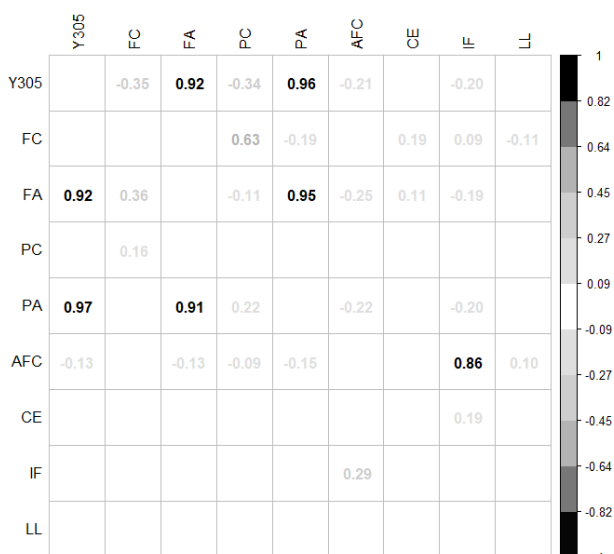 Y305 FC FA PC PA AFC CE IF LL
Y305 -0.35 0.92 -0.34 0.96 -0.21 -0.20
FC 0.63 -0.19 0.19 0.09 -0.11
FA 0.92 0.36 -0.11 0.95 -0.25 0.11 -0.19
PC 0.16
PA 0.97 0.91 0.22 -0.22 -0.20
AFC -0.13 -0.13 -0.09 -0.15 0.86 0.10
CE 0.19
IF 0.29
LL
1
0.82
0.64
0.45
0.27
0.09
-0.09
-0.27
-0.45
-0.64
-0.82